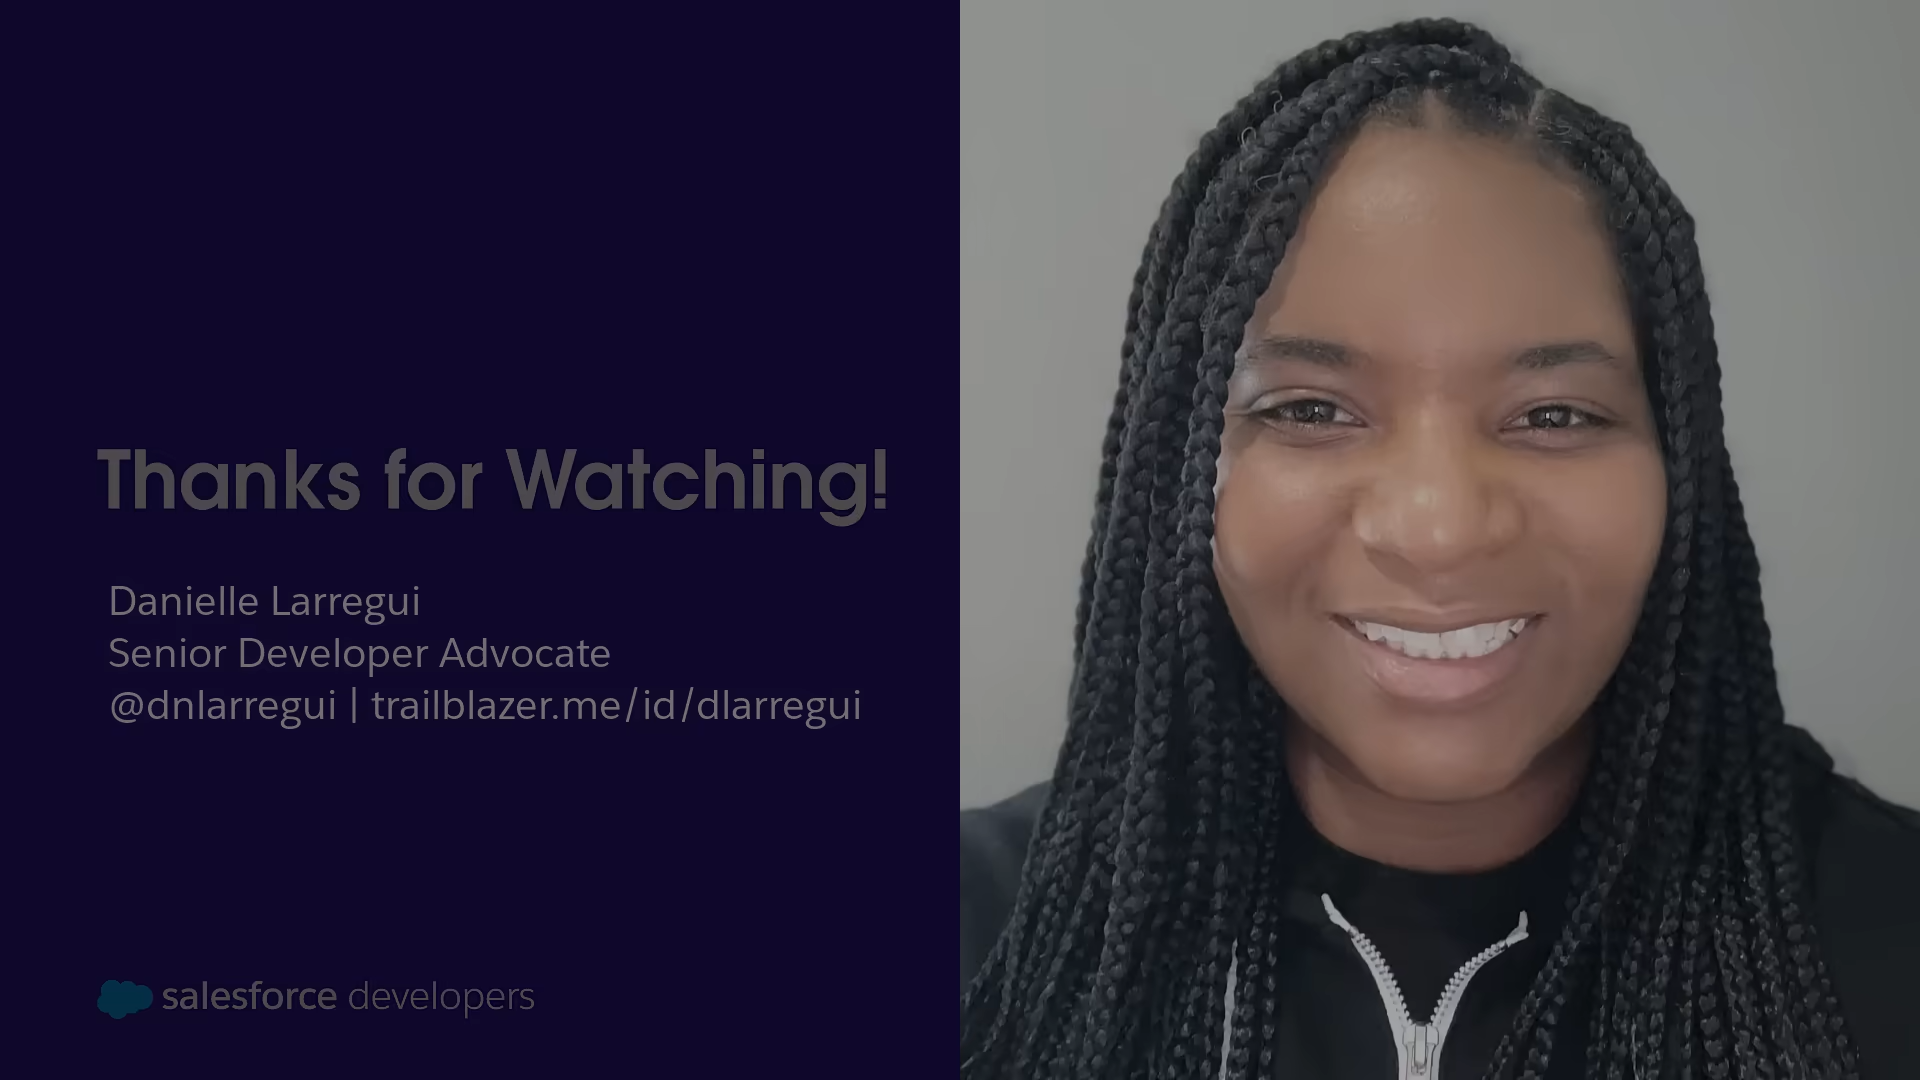 Thanks for Watching!
Danielle Larregui
Senior Developer Advocate
@dnlarregui | trailblazer.me/id/dlarregui
salesforce developers